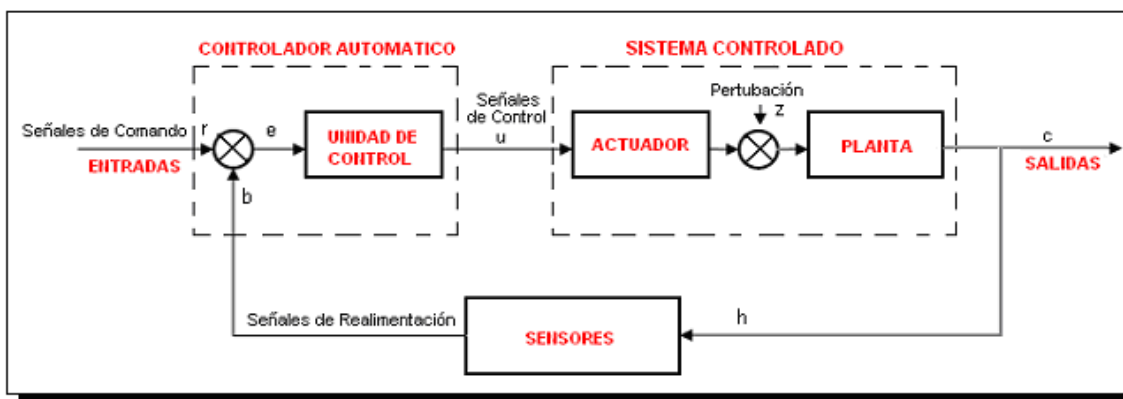 CONTROLADOR AUTOMATICO
SISTEMA CONTROLADO
Señales de Comando
r
e
UNIDAD DE
CONTROL
Señales
de Control
u
ACTUADOR
Pertubación
z
PLANTA
c
ENTRADAS
SALIDAS
b
Señales de Realimentación
SENSORES
h